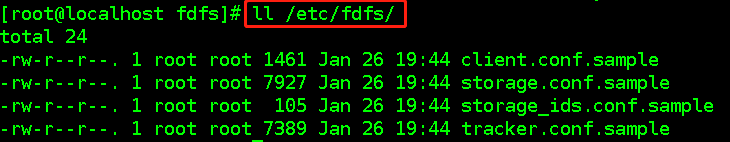 [root@localhost fdfs]# ll /etc/fdfs/
total 24
-rw-r--r--. 1 root root 1461 Jan 26 19:44 client.conf.sample
-rw-r--r--. 1 root root 7927 Jan 26 19:44 storage.conf.sample
-rw-r--r--. 1 root root  105 Jan 26 19:44 storage_ids.conf.sample
-rw-r--r--. 1 root root 7389 Jan 26 19:44 tracker.conf.sample